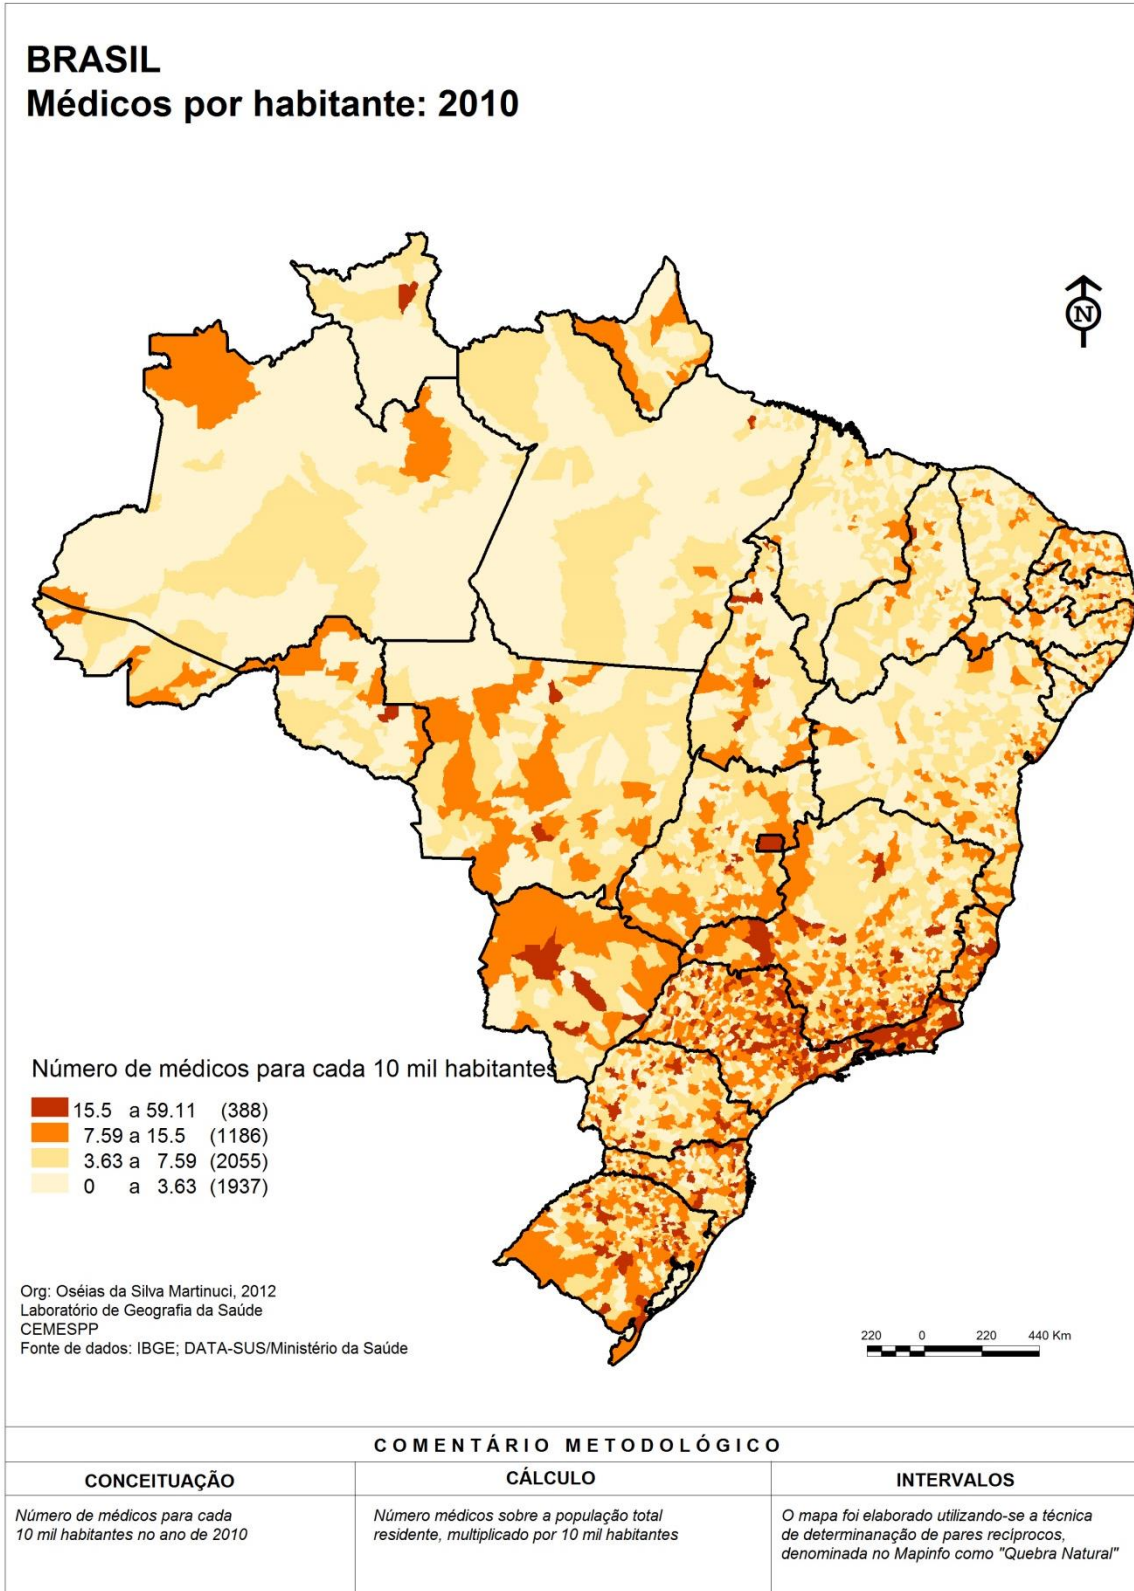 BRASIL
Médicos por habitante: 2010
N
Número de médicos para cada 10 mil habitantes
15.5 a 59.11 (388)
7.59 a 15.5 (1186)
3.63 a 7.59 (2055)
0 a 3.63 (1937)
Org: Oséias da Silva Martinuci, 2012
Laboratório de Geografia da Saúde
CEMESPP
Fonte de dados: IBGE; DATA-SUS/Ministério da Saúde
220 0 220 440 Km
COMENTÁRIO METODOLÓGICO
CONCEITUAÇÃO
Número de médicos para cada
10 mil habitantes no ano de 2010
CÁLCULO
Número médicos sobre a população total
residente, multiplicado por 10 mil habitantes
INTERVALOS
O mapa foi elaborado utilizando-se a técnica
de determinanação de pares recíprocos,
denominada no Mapinfo como "Quebra Natural"